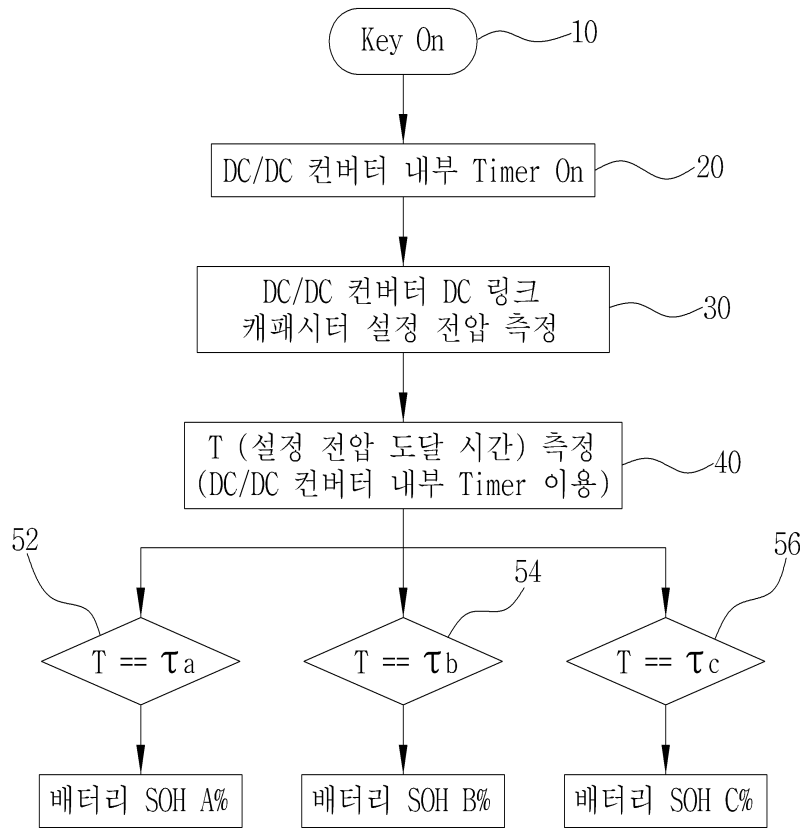 Key On
10
DC/DC 컨버터 내부 Timer On
20
DC/DC 컨버터 DC 링크
캐패시터 설정 전압 측정
30
T (설정 전압 도달 시간) 측정
(DC/DC 컨버터 내부 Timer 이용)
40
52
54
56
T == τa
T == τb
T == τc
배터리 SOH A%
배터리 SOH B%
배터리 SOH C%